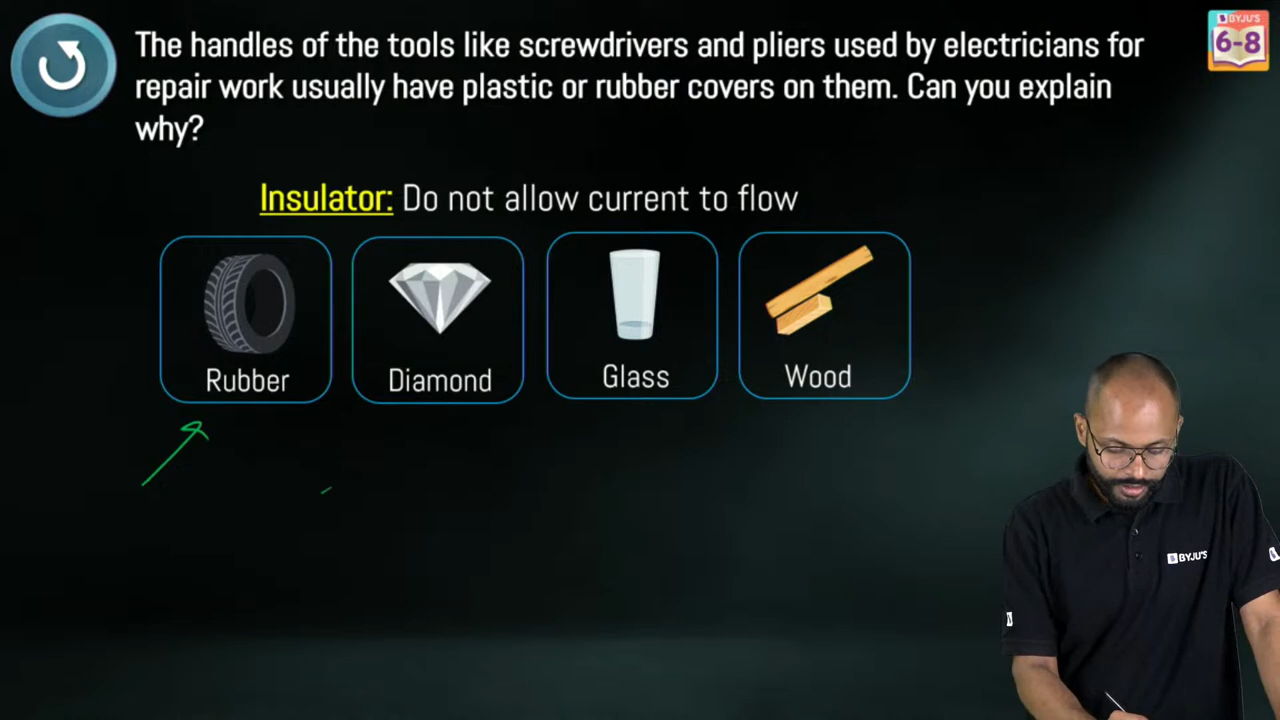 The handles of the tools like screwdrivers and pliers used by electricians for
repair work usually have plastic or rubber covers on them. Can you explain
why?
BYJU'S
6-8
Insulator: Do not allow current to flow
Rubber
Diamond
Glass
Wood
BYJU'S